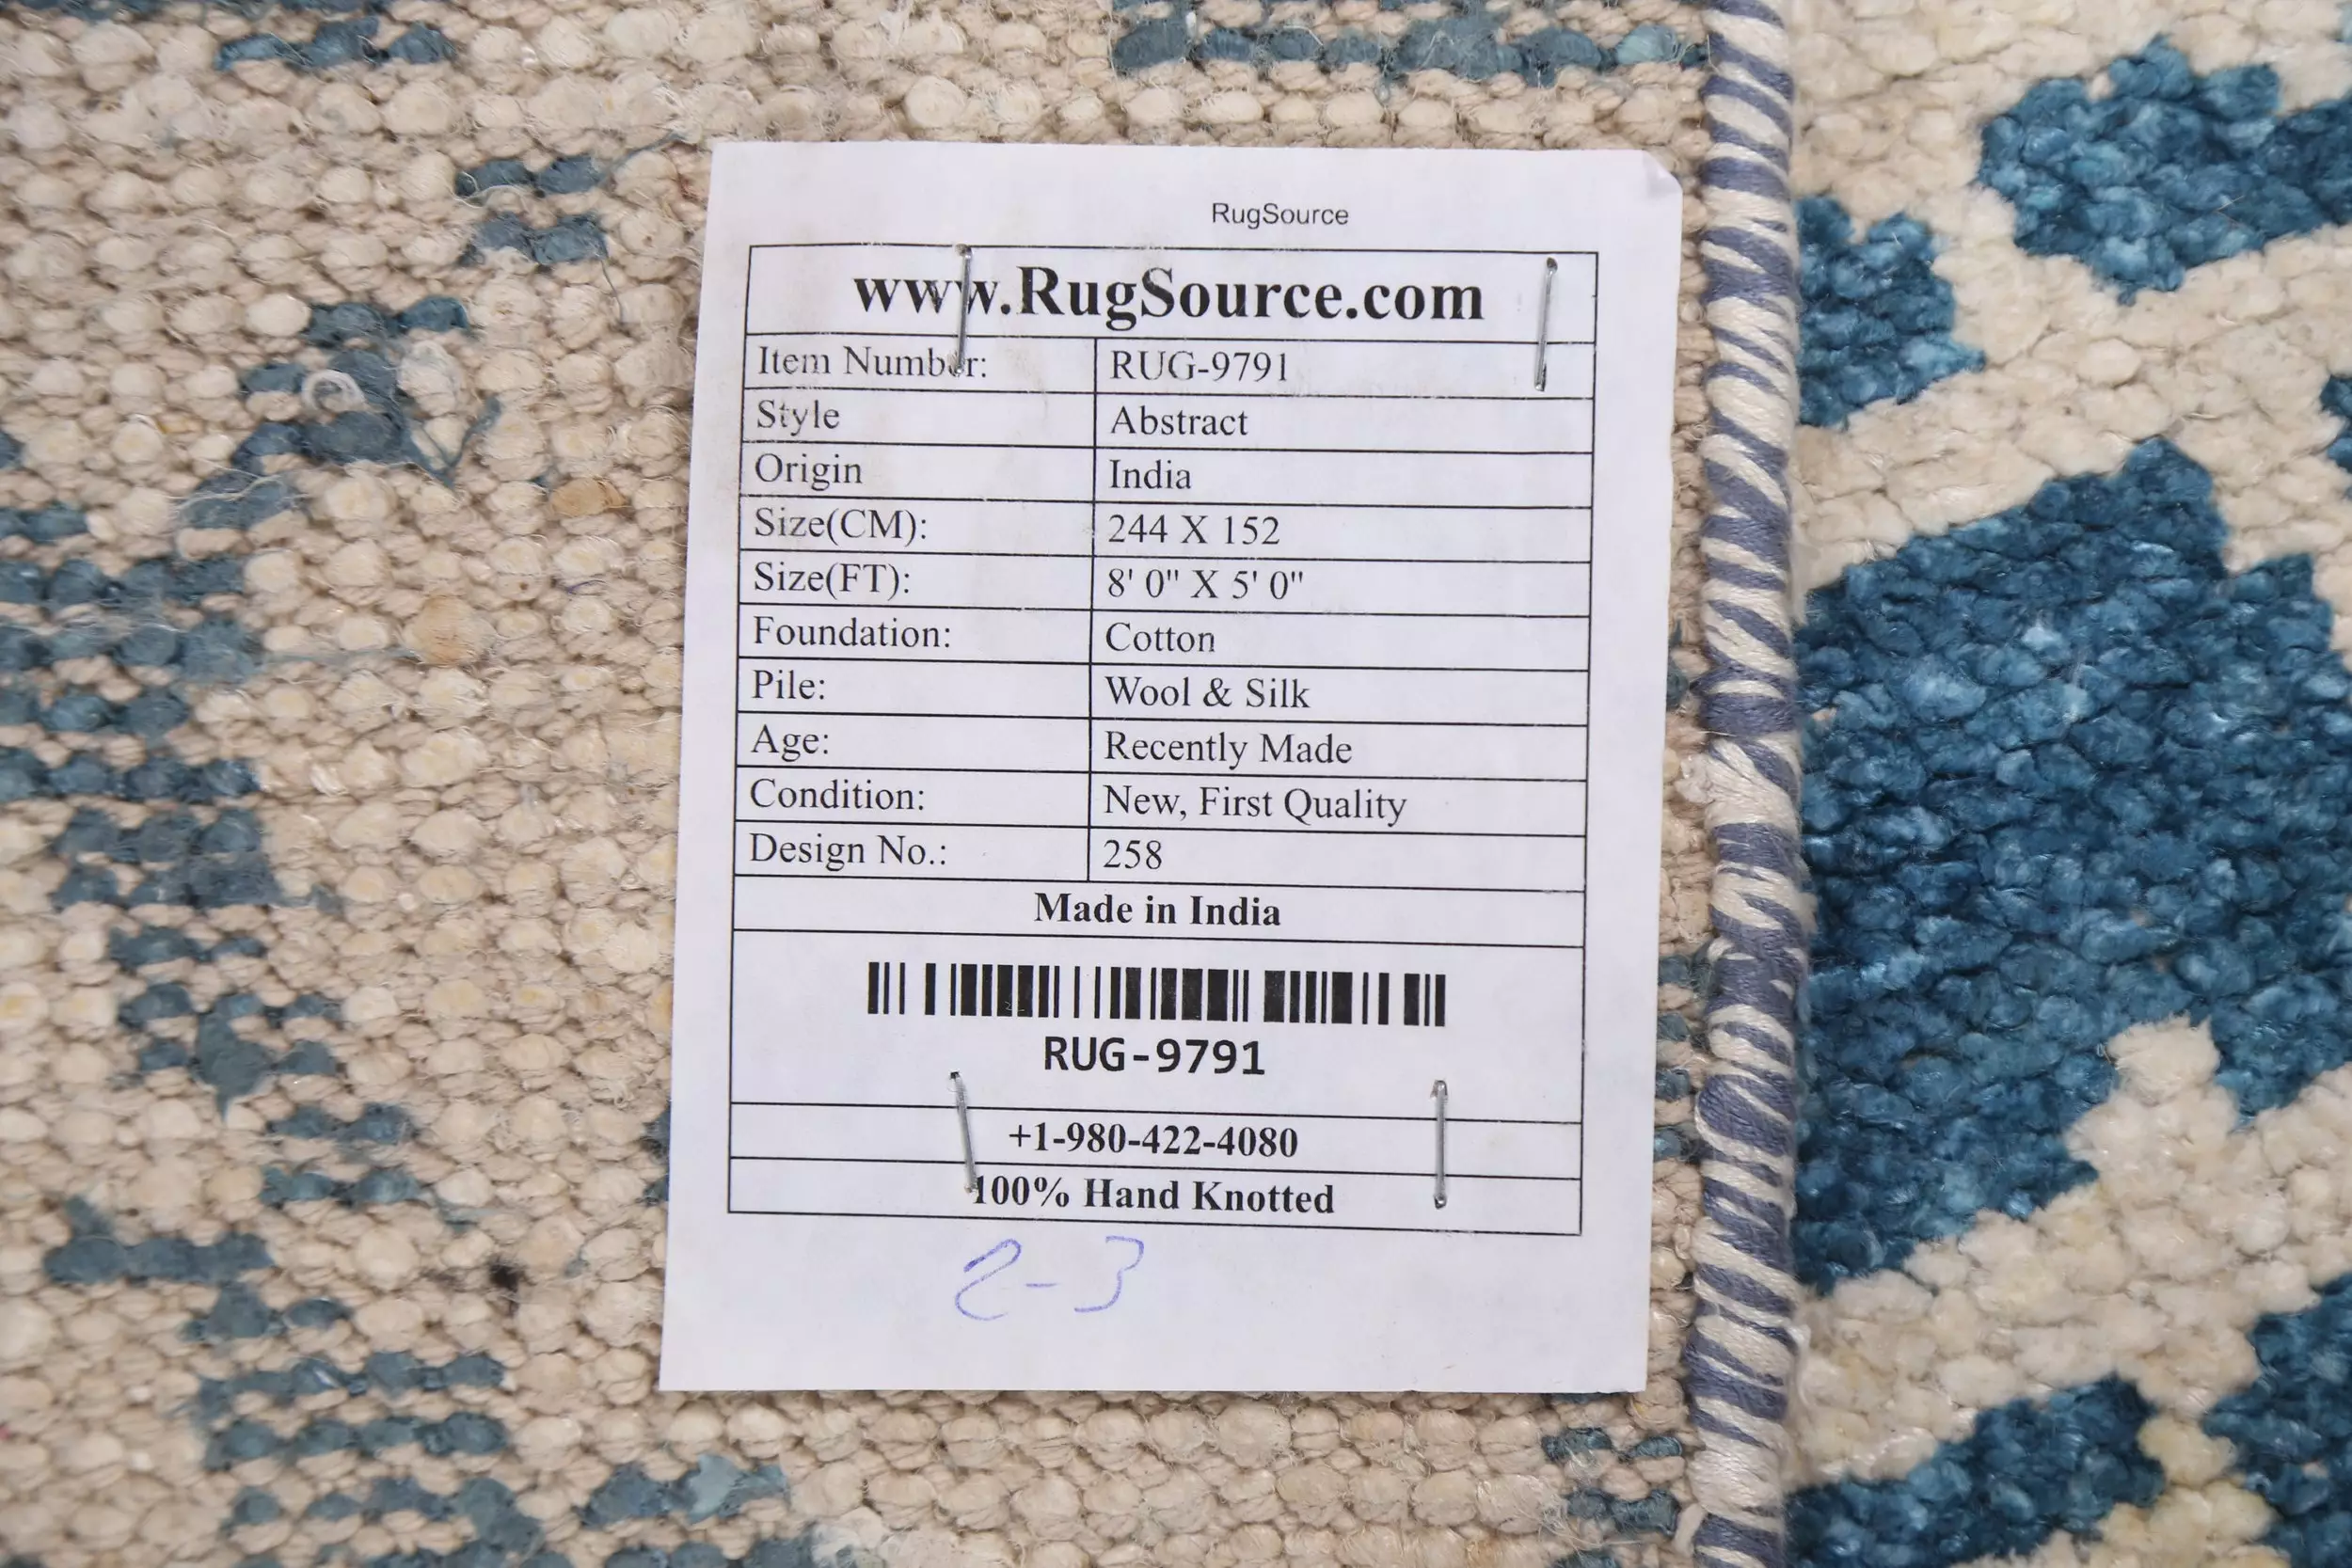 RugSource
www.RugSource.com
Item Number: RUG-9791
Style Abstract
Origin India
Size(CM): 244 X 152
Size(FT): 8' 0" X 5' 0"
Foundation: Cotton
Pile: Wool & Silk
Age: Recently Made
Condition: New, First Quality
Design No.: 258
Made in India
RUG-9791
+1-980-422-4080
100% Hand Knotted
2-3